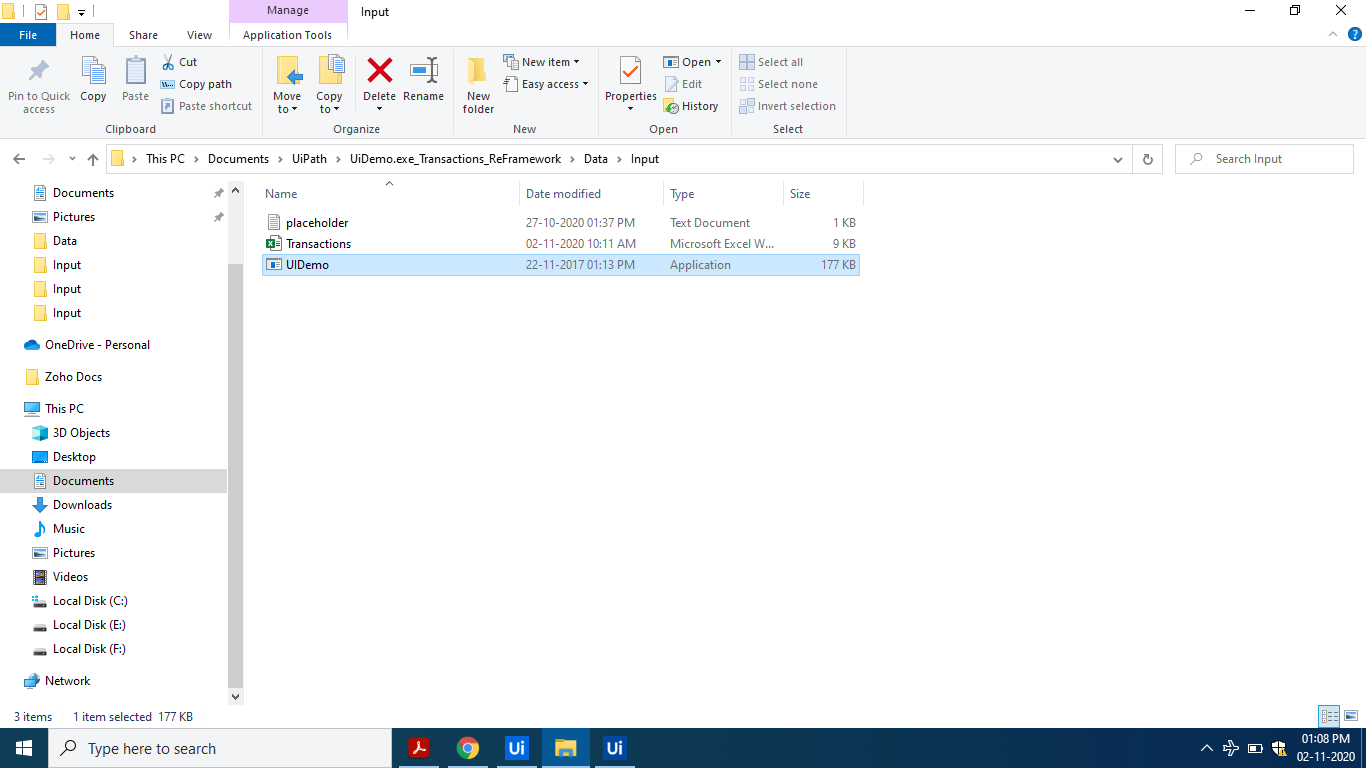 Manage
Input
File
Home
Share
View
Application Tools
Pin to Quick access
Copy
Paste
Cut
Copy path
Paste shortcut
Clipboard
Move to
Copy to
Delete
Rename
Organize
New folder
New item
Easy access
New
Properties
Open
Edit
History
Open
Select all
Select none
Invert selection
Select
This PC > Documents > UiPath > UiDemo.exe_Transactions_ReFramework > Data > Input
Search Input
Documents
Pictures
Data
Input
Input
Input
OneDrive - Personal
Zoho Docs
This PC
3D Objects
Desktop
Documents
Downloads
Music
Pictures
Videos
Local Disk (C:)
Local Disk (E:)
Local Disk (F:)
Network
Name Date modified Type Size
placeholder 27-10-2020 01:37 PM Text Document 1 KB
Transactions 02-11-2020 10:11 AM Microsoft Excel W... 9 KB
UIDemo 22-11-2017 01:13 PM Application 177 KB
3 items 1 item selected 177 KB
Type here to search
Ui
Ui
01:08 PM
02-11-2020